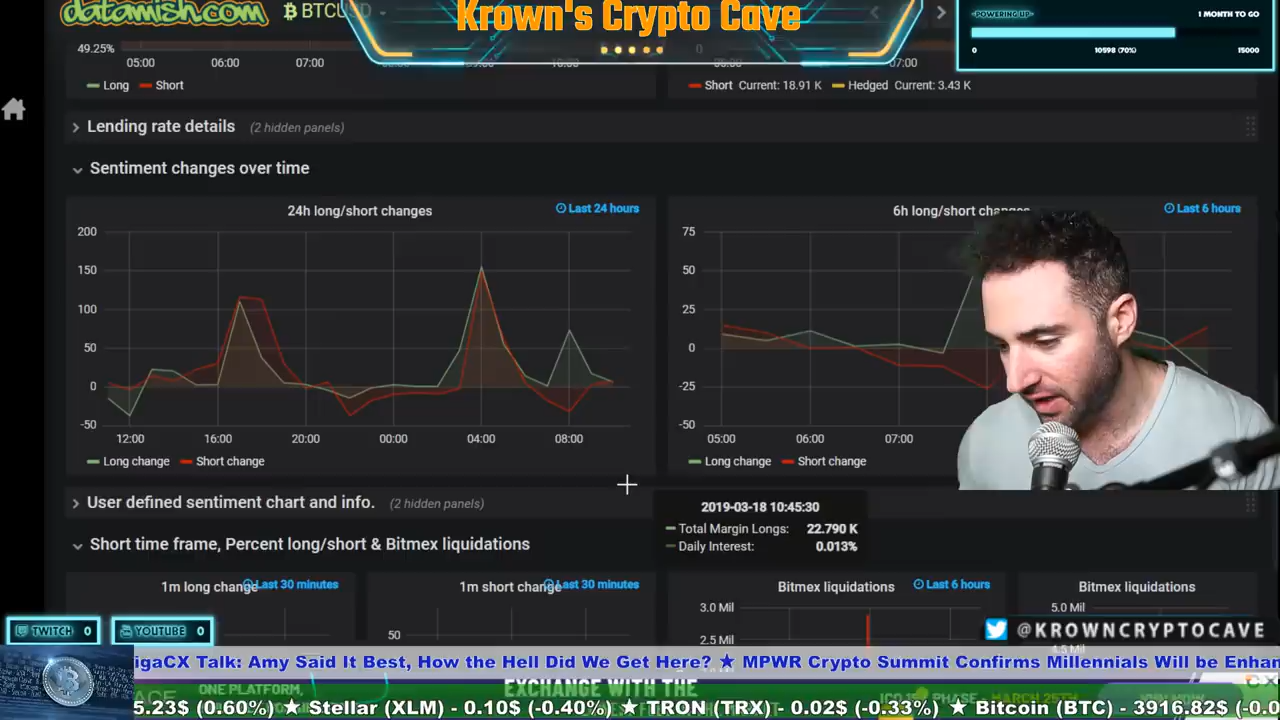 datamish.com
BTCUSD
Krown's Crypto Cave
-POWERING UP-
1 MONTH TO GO
0
10598 (70%)
15000
49.25%
05:00
06:00
07:00
0
07:00
Long
Short
Short Current: 18.91 K
Hedged Current: 3.43 K
Lending rate details (2 hidden panels)
Sentiment changes over time
24h long/short changes
Last 24 hours
200
150
100
50
0
-50
12:00
16:00
20:00
00:00
04:00
08:00
Long change
Short change
6h long/short changes
Last 6 hours
75
50
25
0
-25
-50
05:00
06:00
07:00
Long change
Short change
User defined sentiment chart and info. (2 hidden panels)
2019-03-18 10:45:30
Total Margin Longs: 22.790 K
Daily Interest: 0.013%
Short time frame, Percent long/short & Bitmex liquidations
1m long change
Last 30 minutes
1m short change
Last 30 minutes
50
Bitmex liquidations
Last 6 hours
3.0 Mil
2.5 Mil
Bitmex liquidations
5.0 Mil
4.5 Mil
TWITCH 0
YOUTUBE 0
@KROWNCRYPTOCAVE
igaCX Talk: Amy Said It Best, How the Hell Did We Get Here? ★ MPWR Crypto Summit Confirms Millennials Will be Enhan
ONE PLATFORM,
EXCHANGE WITH THE
5.23$ (0.60%) ★ Stellar (XLM) - 0.10$ (-0.40%) ★ TRON (TRX) - 0.02$ (-0.33%) ★ Bitcoin (BTC) - 3916.82$ (-0.0